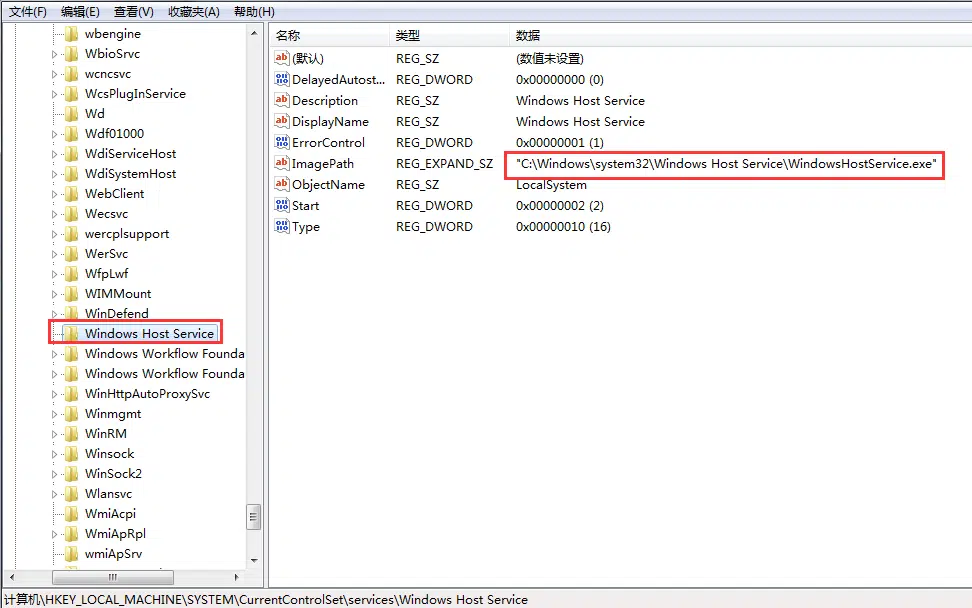 文件(F) 编辑(E) 查看(V) 收藏夹(A) 帮助(H)
wbengine
WbioSrvc
wcncsvc
WcsPlugInService
Wd
Wdf01000
WdiServiceHost
WdiSystemHost
WebClient
Wecsvc
wercplsupport
WerSvc
WfpLwf
WIMMount
WinDefend
Windows Host Service
Windows Workflow Founda
Windows Workflow Founda
WinHttpAutoProxySvc
Winmgmt
WinRM
Winsock
WinSock2
Wlansvc
WmiAcpi
WmiApRpl
wmiApSrv
名称 类型 数据
(默认) REG_SZ (数值未设置)
DelayedAutost... REG_DWORD 0x00000000 (0)
Description REG_SZ Windows Host Service
DisplayName REG_SZ Windows Host Service
ErrorControl REG_DWORD 0x00000001 (1)
ImagePath REG_EXPAND_SZ "C:\Windows\system32\Windows Host Service\WindowsHostService.exe"
ObjectName REG_SZ LocalSystem
Start REG_DWORD 0x00000002 (2)
Type REG_DWORD 0x00000010 (16)
计算机\HKEY_LOCAL_MACHINE\SYSTEM\CurrentControlSet\services\Windows Host Service